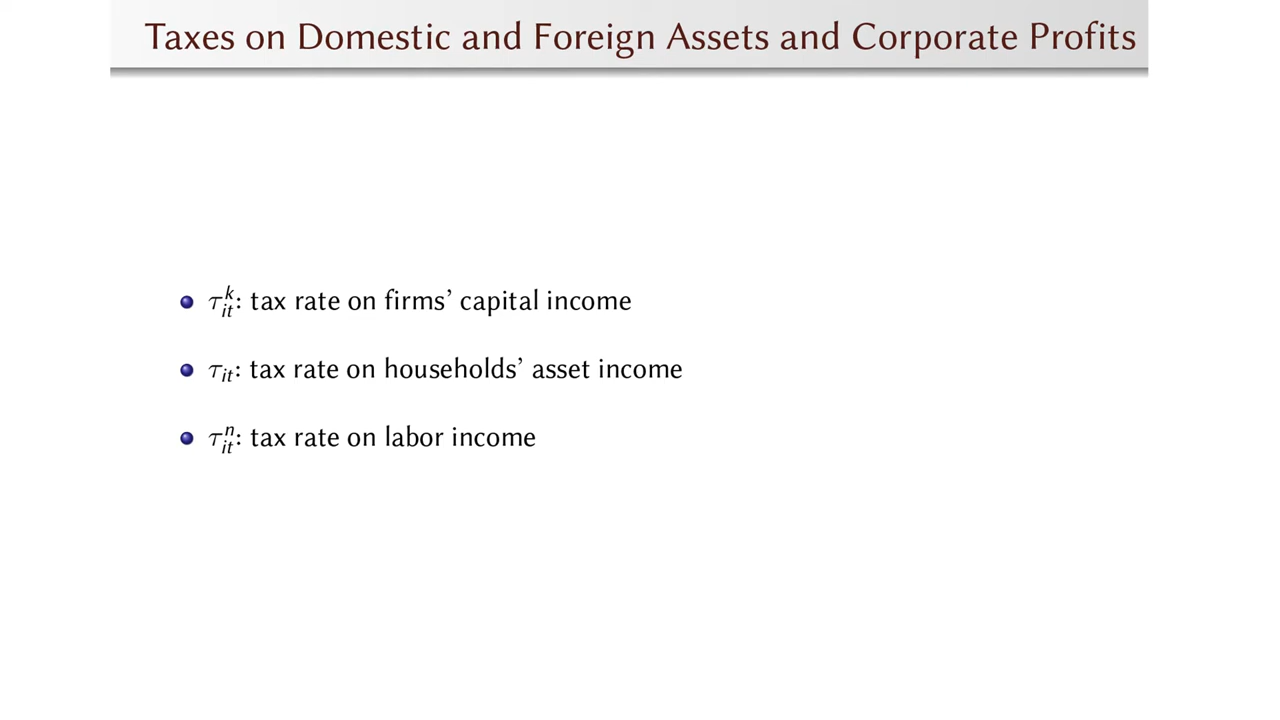 Taxes on Domestic and Foreign Assets and Corporate Profits
τ^k_it: tax rate on firms’ capital income
τ_it: tax rate on households’ asset income
τ^n_it: tax rate on labor income